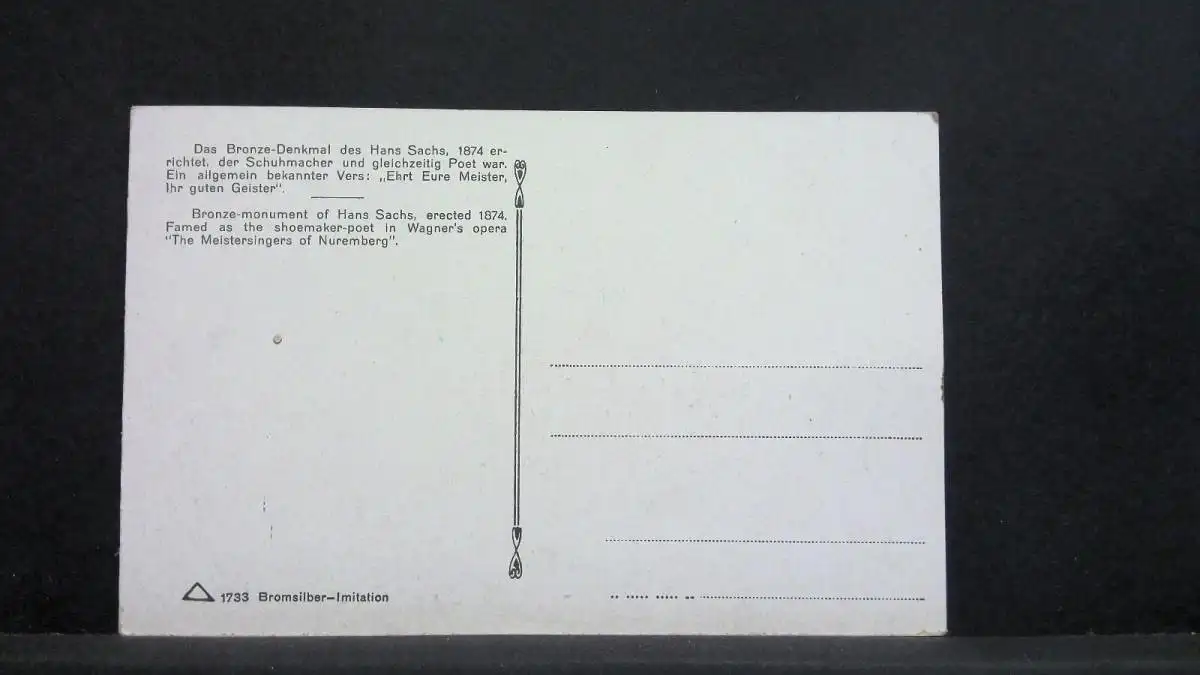 Das Bronze-Denkmal des Hans Sachs, 1874 er-
richtet, der Schuhmacher und gleichzeitig Poet war.
Ein allgemein bekannter Vers: „Ehrt Eure Meister,
Ihr guten Geister".
Bronze-monument of Hans Sachs, erected 1874.
Famed as the shoemaker-poet in Wagner's opera
"The Meistersingers of Nuremberg".
1733 Bromsilber-Imitation